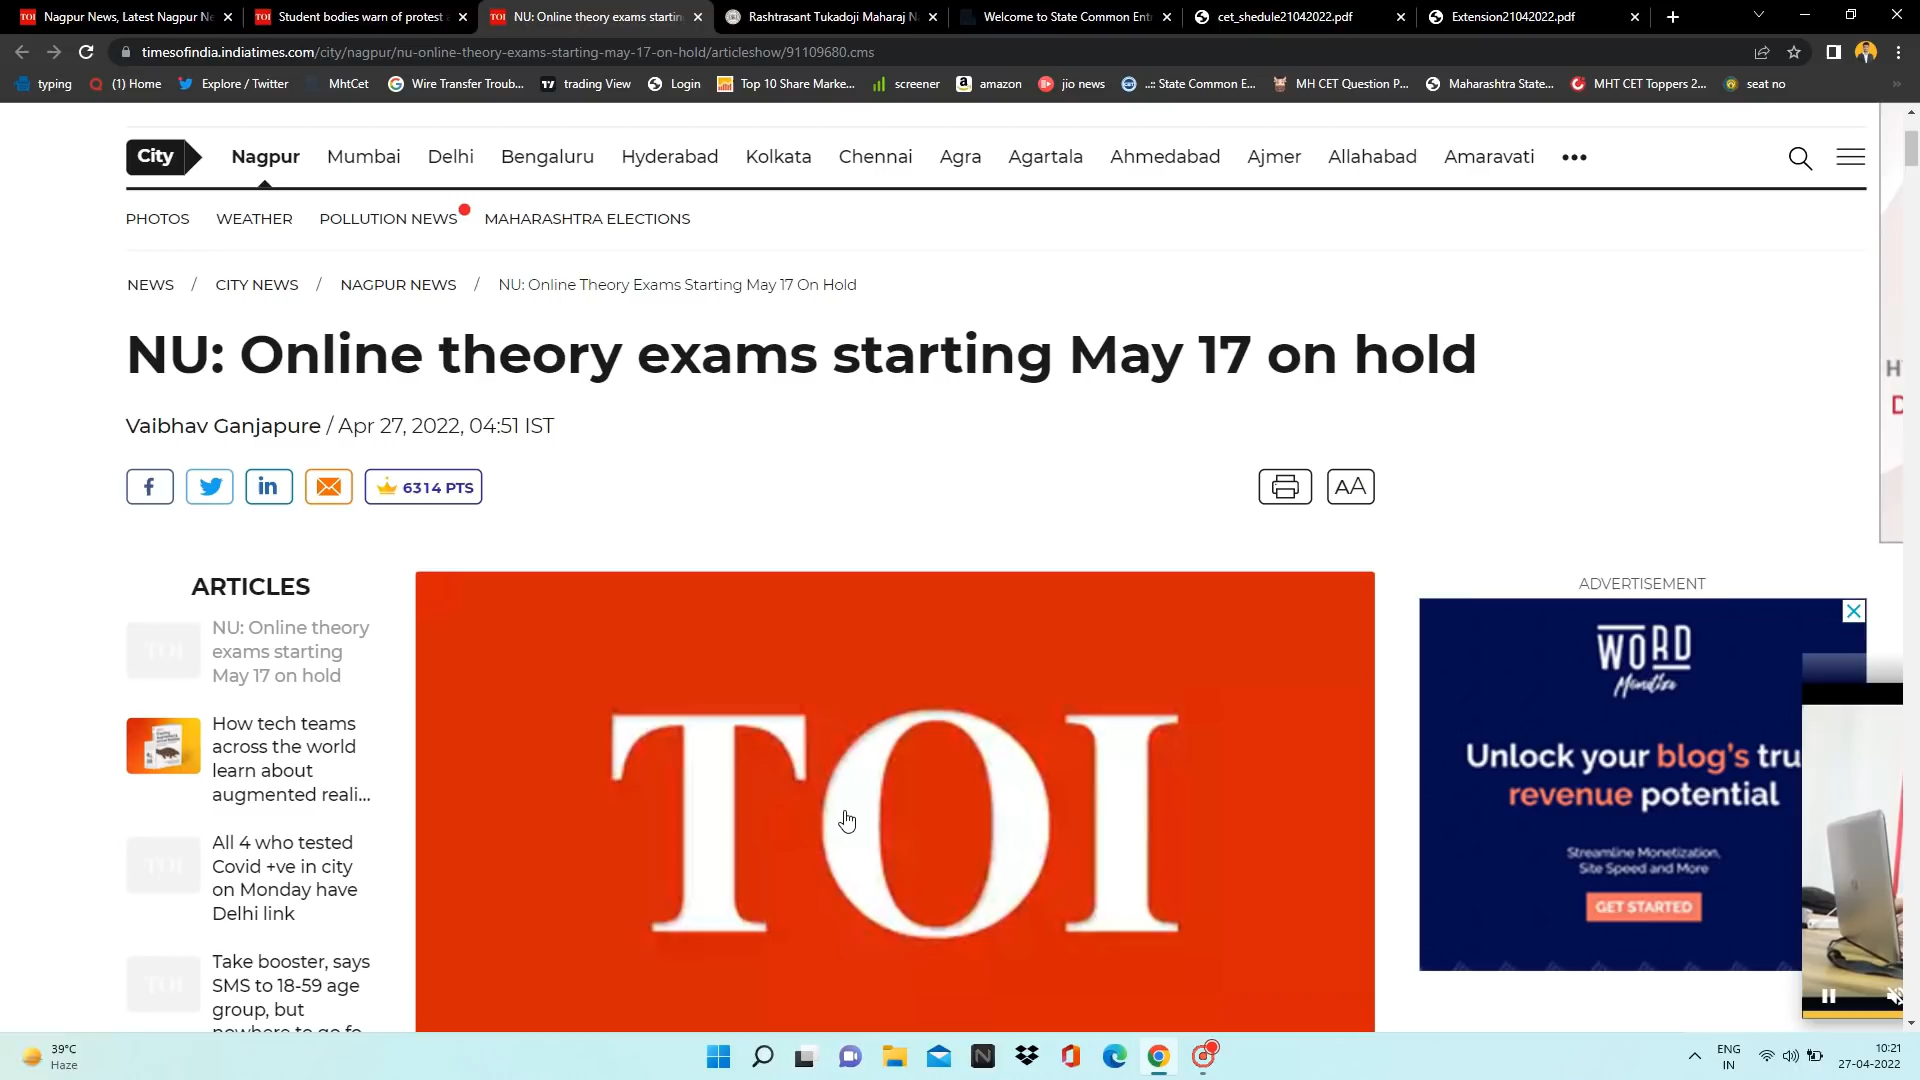 Nagpur News, Latest Nagpur Ne
Student bodies warn of protest a
NU: Online theory exams startin
Rashtrasant Tukadoji Maharaj N
Welcome to State Common Ent
cet_shedule21042022.pdf
Extension21042022.pdf
timesofindia.indiatimes.com/city/nagpur/nu-online-theory-exams-starting-may-17-on-hold/articleshow/91109680.cms
typing
(1) Home
Explore / Twitter
MhtCet
Wire Transfer Troub...
trading View
Login
Top 10 Share Marke...
screener
amazon
jio news
..:: State Common E...
MH CET Question P...
Maharashtra State...
MHT CET Toppers 2...
seat no
City Nagpur Mumbai Delhi Bengaluru Hyderabad Kolkata Chennai Agra Agartala Ahmedabad Ajmer Allahabad Amaravati •••
PHOTOS WEATHER POLLUTION NEWS MAHARASHTRA ELECTIONS
NEWS / CITY NEWS / NAGPUR NEWS / NU: Online Theory Exams Starting May 17 On Hold
NU: Online theory exams starting May 17 on hold
Vaibhav Ganjapure / Apr 27, 2022, 04:51 IST
6314 PTS
AA
ARTICLES
NU: Online theory
exams starting
May 17 on hold
How tech teams
across the world
learn about
augmented reali...
All 4 who tested
Covid +ve in city
on Monday have
Delhi link
Take booster, says
SMS to 18-59 age
group, but
TOI
ADVERTISEMENT
WORD
Monetize
Unlock your blog's tru
revenue potential
Streamline Monetization,
Site Speed and More
GET STARTED
39°C
Haze
ENG
IN
10:21
27-04-2022